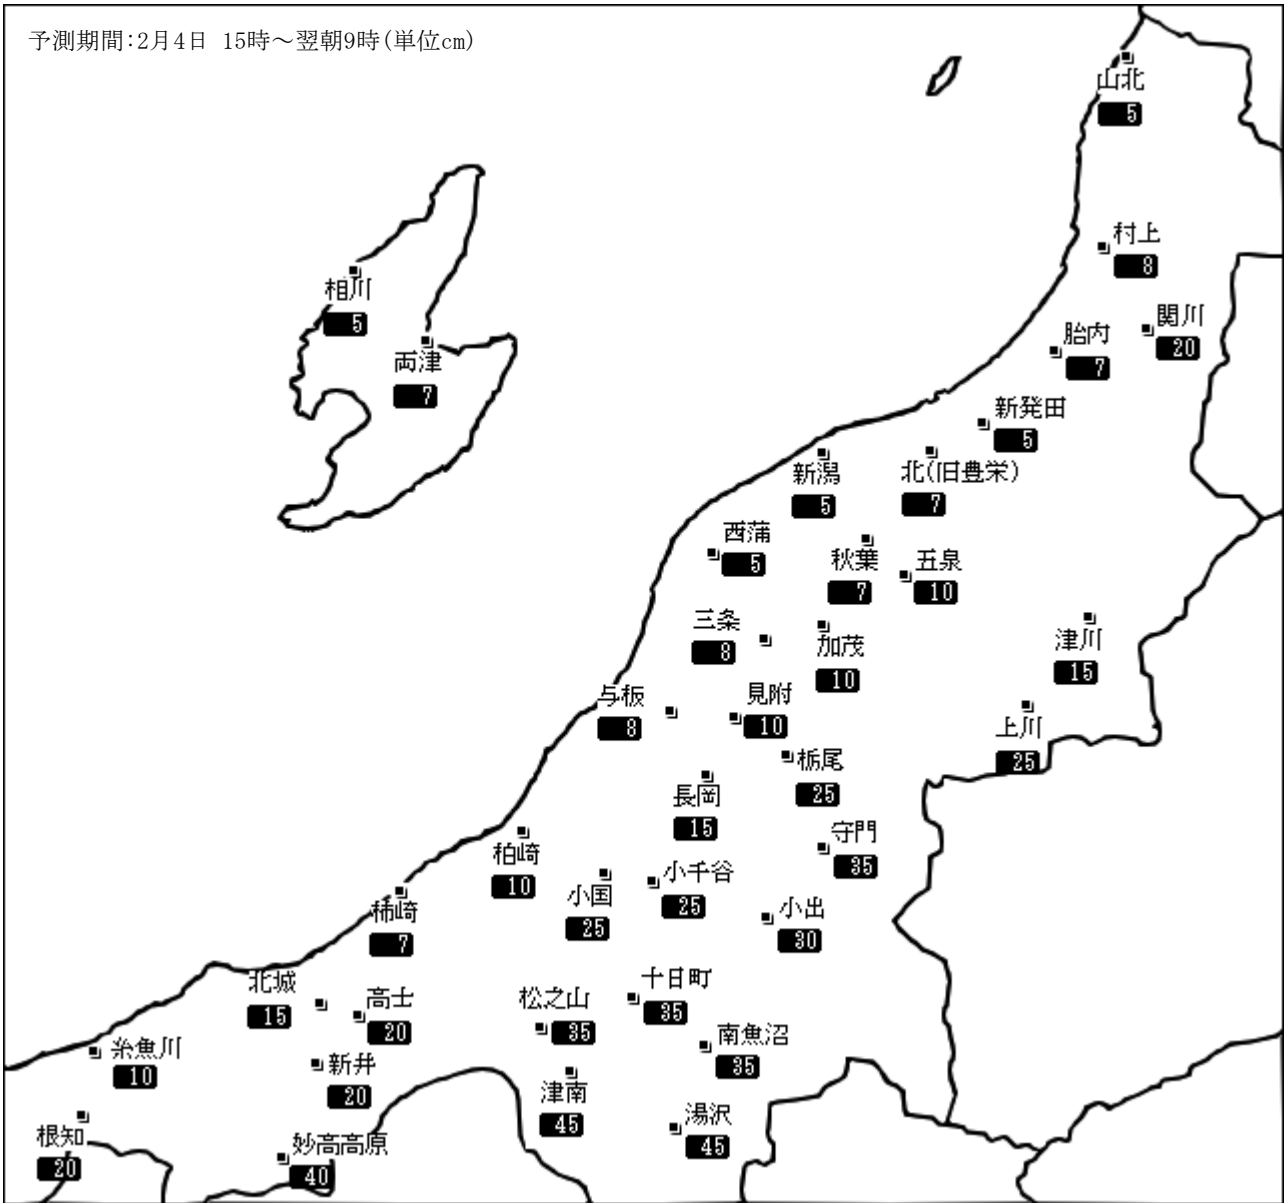 予測期間:2月4日 15時～翌朝9時(単位cm)
山北
5
村上
8
相川
5
関川
20
胎内
7
両津
7
新発田
5
新潟
5
北(旧豊栄)
7
西蒲
5
秋葉
7
五泉
10
三条
8
加茂
10
津川
15
与板
8
見附
10
上川
25
栃尾
25
長岡
15
守門
35
柏崎
10
小国
25
小千谷
25
小出
30
柿崎
7
北城
15
高士
20
松之山
35
十日町
35
南魚沼
35
糸魚川
10
新井
20
津南
45
湯沢
45
根知
20
妙高高原
40